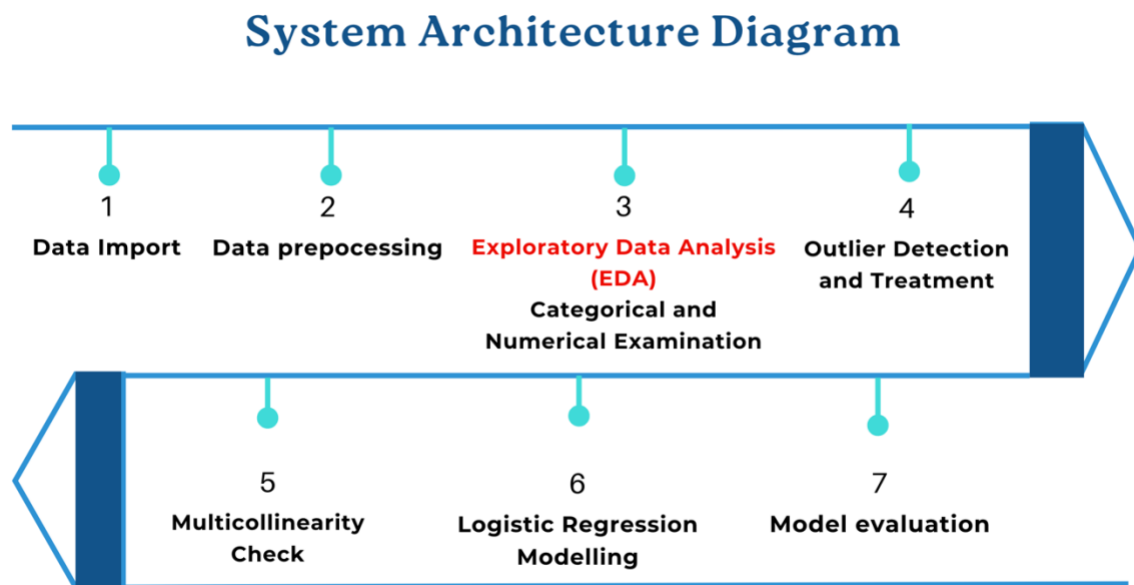 System Architecture Diagram
1
Data Import
2
Data prepocessing
3
Exploratory Data Analysis
(EDA)
Categorical and
Numerical Examination
4
Outlier Detection
and Treatment
5
Multicollinearity
Check
6
Logistic Regression
Modelling
7
Model evaluation